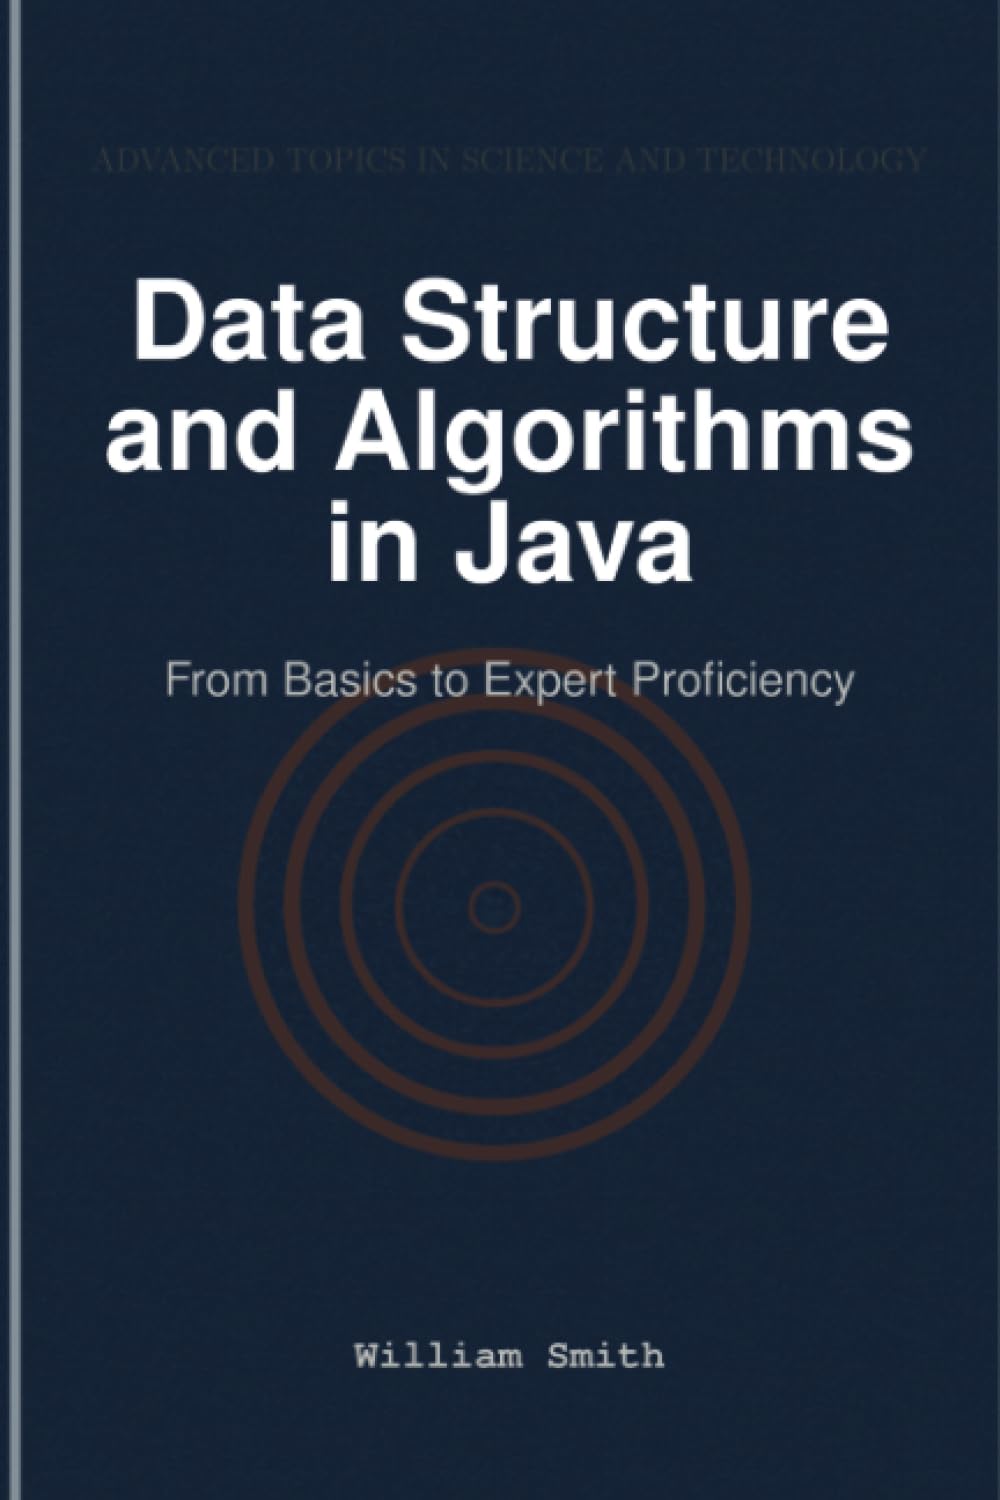 ADVANCED TOPICS IN SCIENCE AND TECHNOLOGY
Data Structure
and Algorithms
in Java
From Basics to Expert Proficiency
William Smith